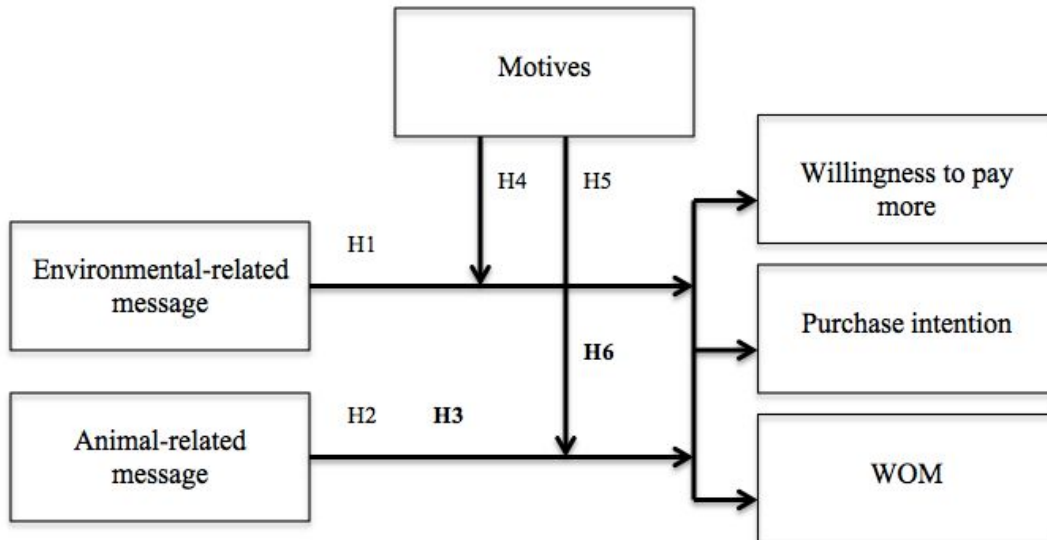 Motives
H4
H5
Willingness to pay
more
H1
Environmental-related
message
Purchase intention
H6
H2
H3
Animal-related
message
WOM